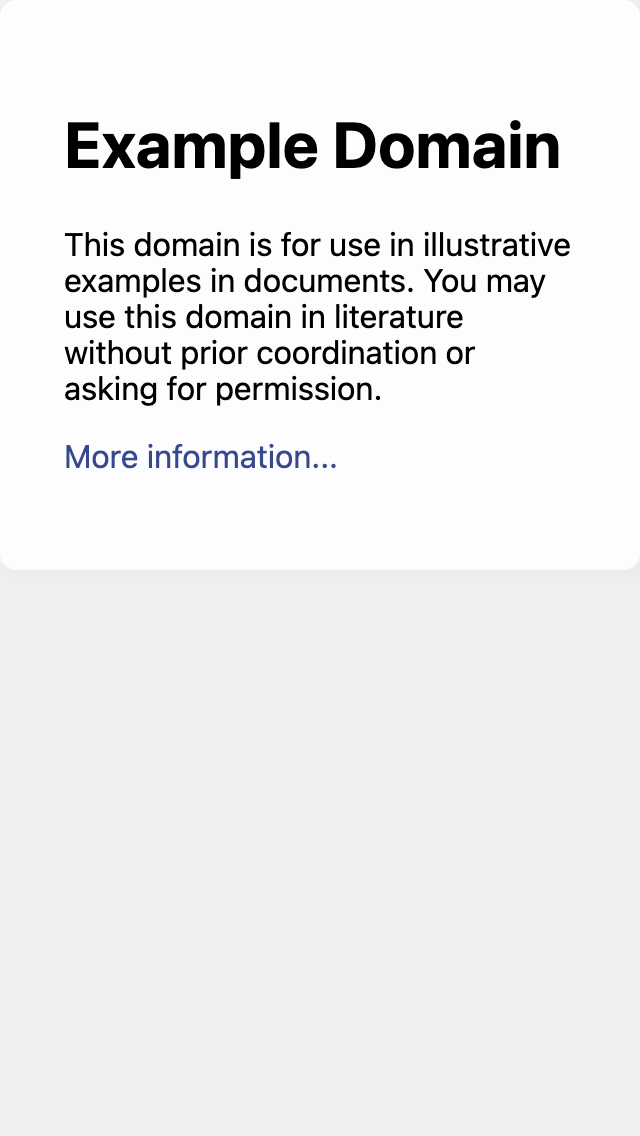 Example Domain
This domain is for use in illustrative
examples in documents. You may
use this domain in literature
without prior coordination or
asking for permission.
More information...